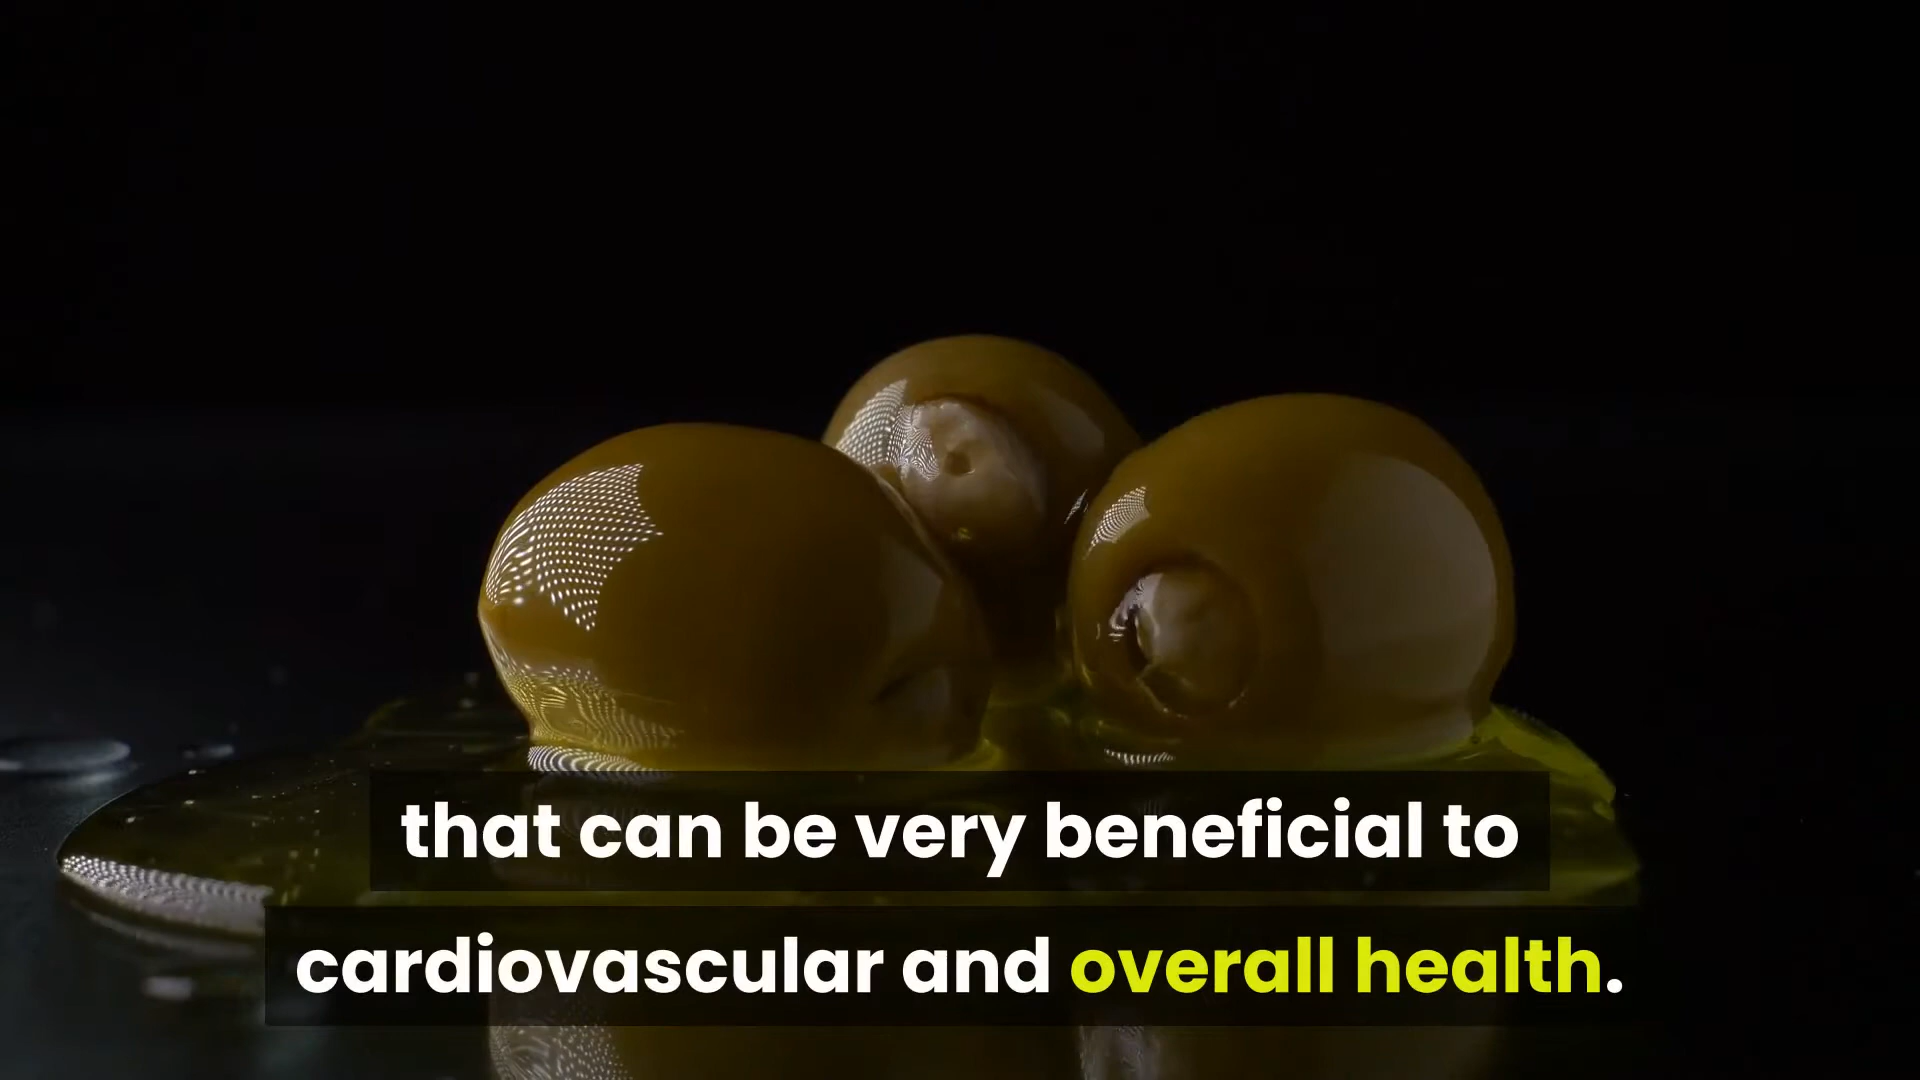 that can be very beneficial to
cardiovascular and overall health.